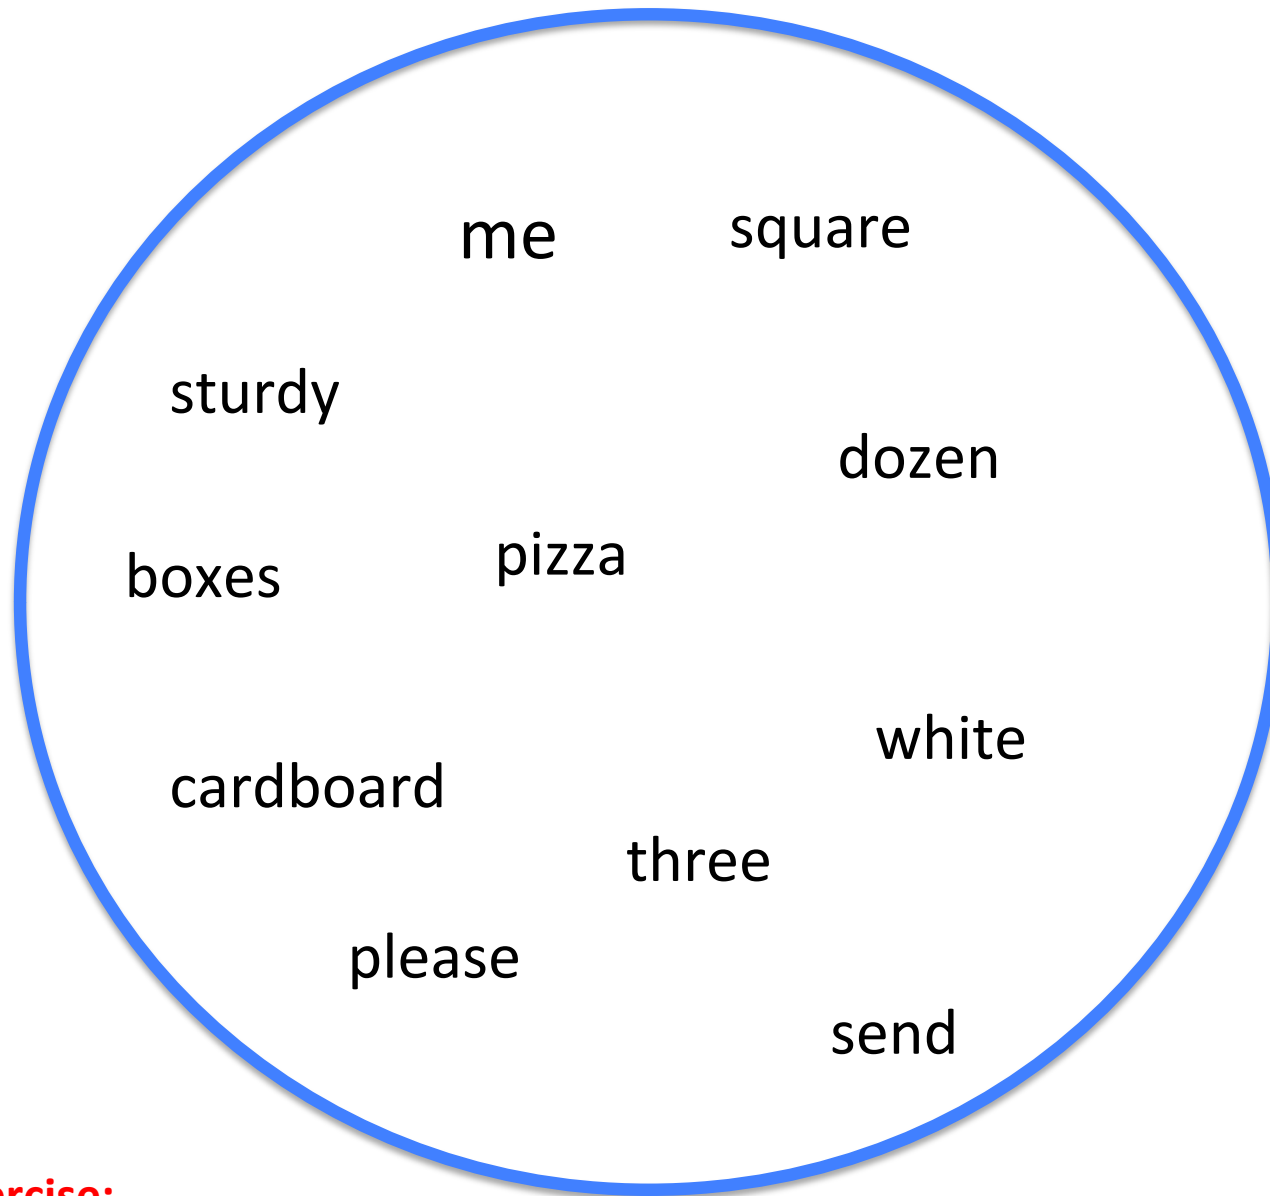 me square
sturdy
dozen
pizza
boxes
white
cardboard
three
please
send